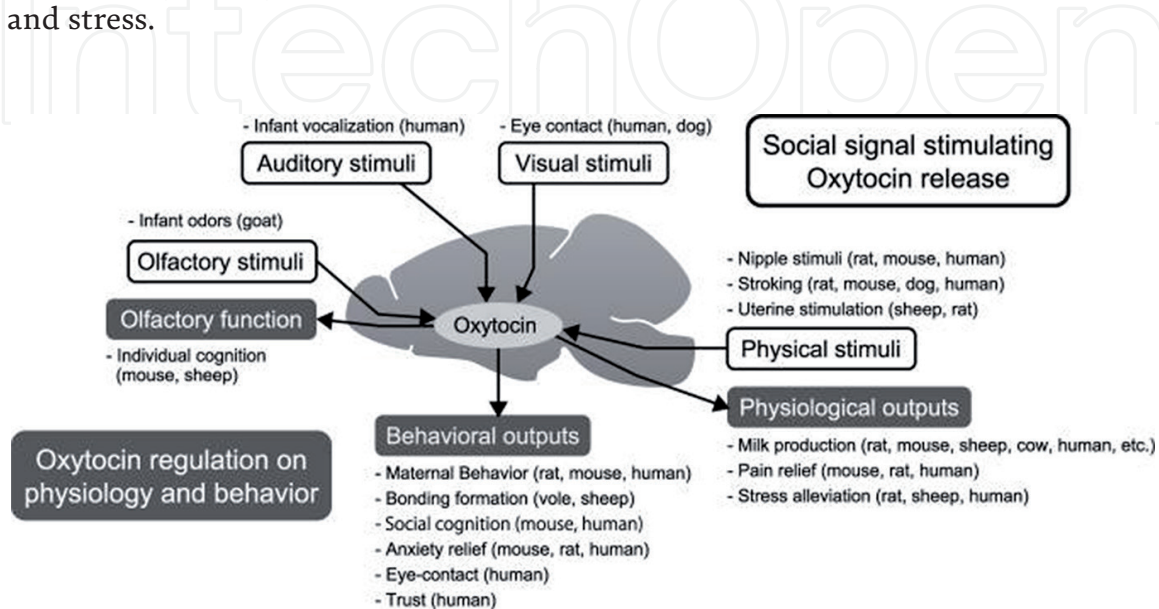 and stress.
IntechOpen
- Infant vocalization (human)
Auditory stimuli
- Eye contact (human, dog)
Visual stimuli
Social signal stimulating
Oxytocin release
- Infant odors (goat)
Olfactory stimuli
Olfactory function
- Individual cognition
(mouse, sheep)
Oxytocin
- Nipple stimuli (rat, mouse, human)
- Stroking (rat, mouse, dog, human)
- Uterine stimulation (sheep, rat)
Physical stimuli
Physiological outputs
- Milk production (rat, mouse, sheep, cow, human, etc.)
- Pain relief (mouse, rat, human)
- Stress alleviation (rat, sheep, human)
Behavioral outputs
- Maternal Behavior (rat, mouse, human)
- Bonding formation (vole, sheep)
- Social cognition (mouse, human)
- Anxiety relief (mouse, rat, human)
- Eye-contact (human)
- Trust (human)
Oxytocin regulation on
physiology and behavior